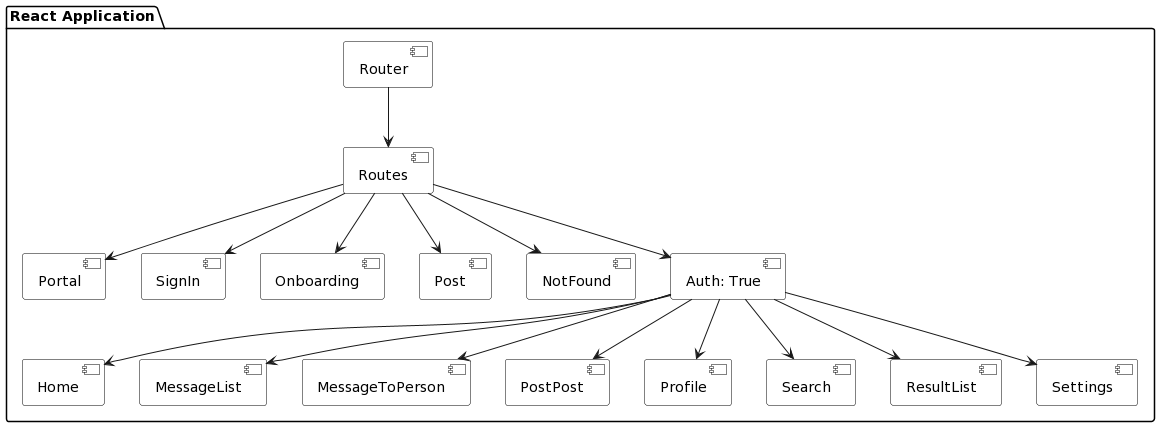 React Application
Router
Routes
Portal
SignIn
Onboarding
Post
NotFound
Auth: True
Home
MessageList
MessageToPerson
PostPost
Profile
Search
ResultList
Settings